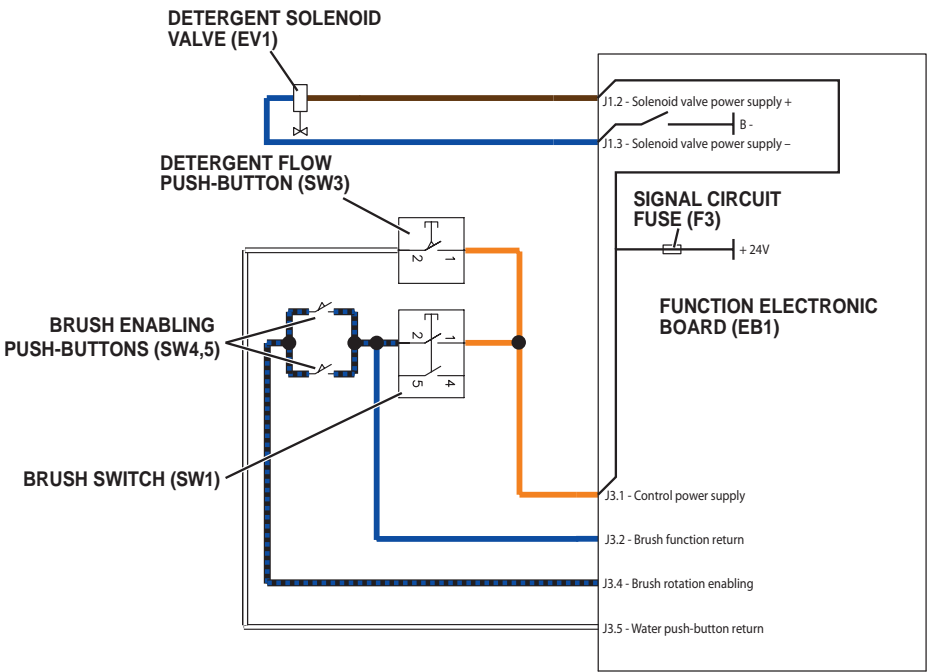 DETERGENT SOLENOID
VALVE (EV1)
J1.2 - Solenoid valve power supply +
B -
J1.3 - Solenoid valve power supply –
DETERGENT FLOW
PUSH-BUTTON (SW3)
SIGNAL CIRCUIT
FUSE (F3)
2 1
+ 24V
FUNCTION ELECTRONIC
BOARD (EB1)
BRUSH ENABLING
PUSH-BUTTONS (SW4,5)
2 1
5 4
BRUSH SWITCH (SW1)
J3.1 - Control power supply
J3.2 - Brush function return
J3.4 - Brush rotation enabling
J3.5 - Water push-button return